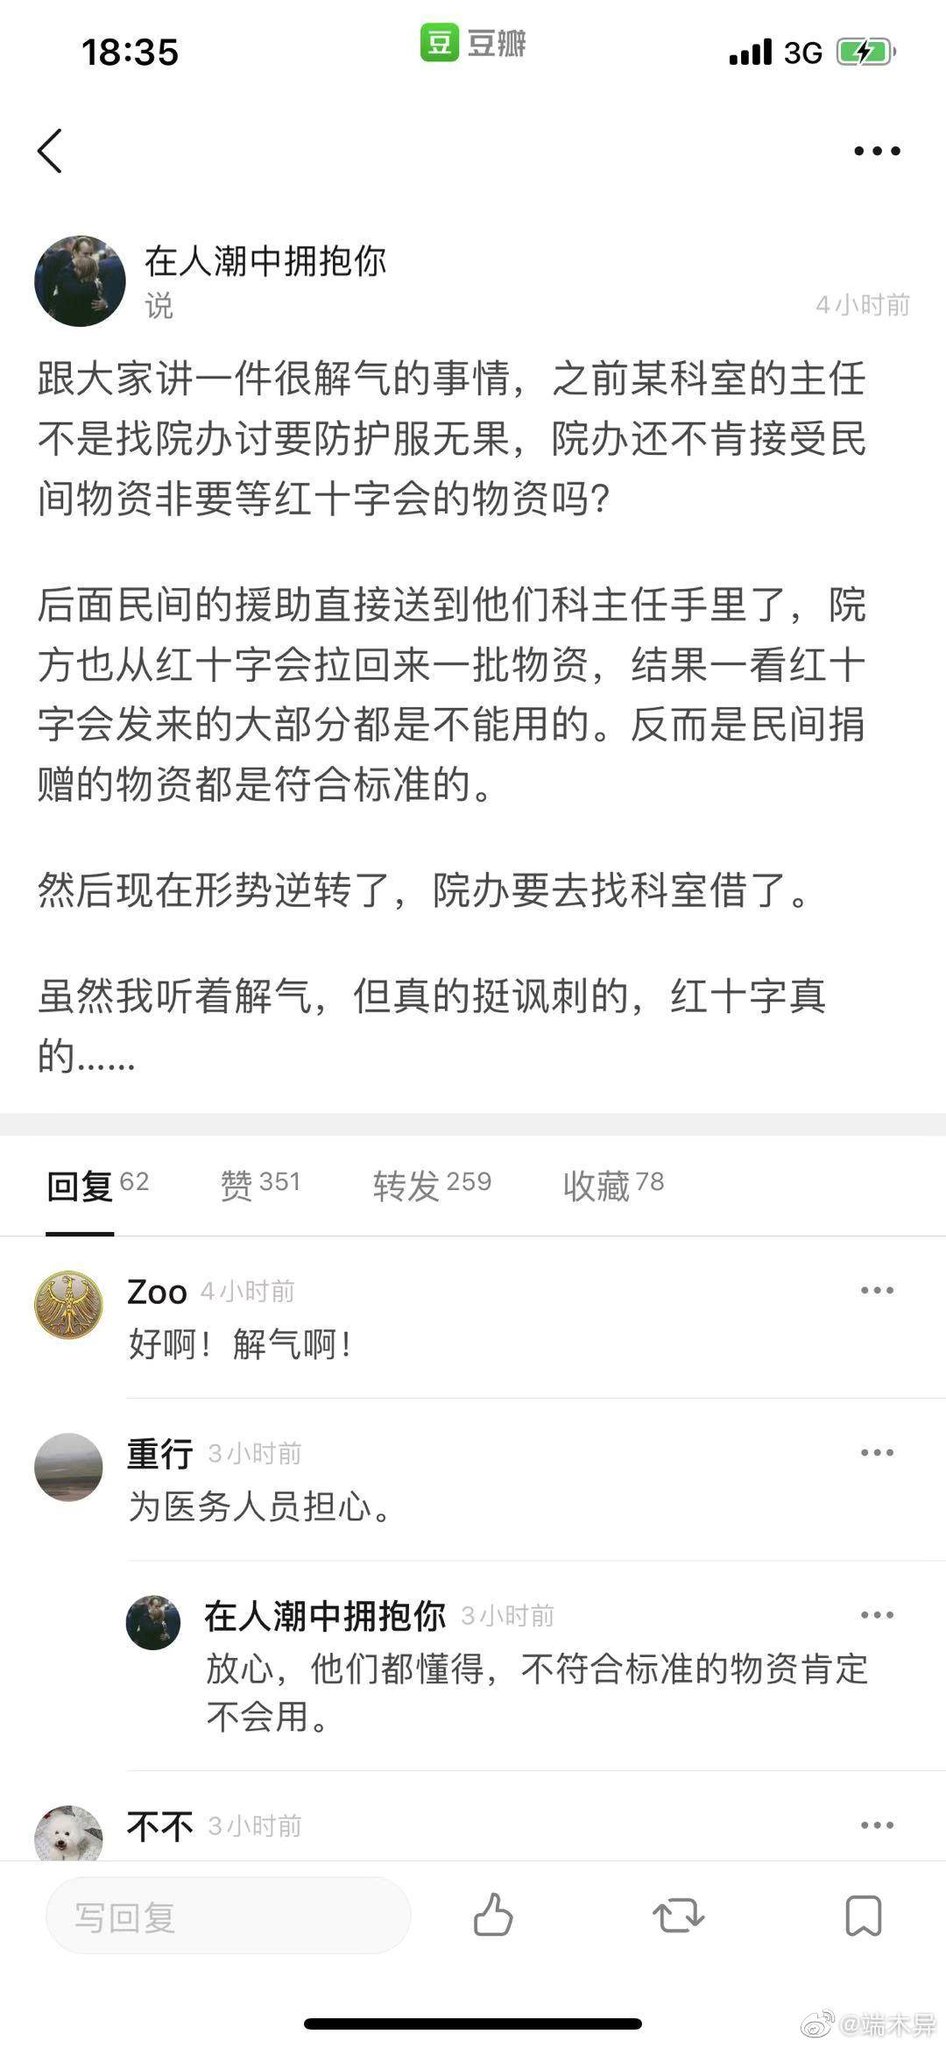 18:35
豆 豆瓣
3G
在人潮中拥抱你
说
4小时前
跟大家讲一件很解气的事情，之前某科室的主任
不是找院办讨要防护服无果，院办还不肯接受民
间物资非要等红十字会的物资吗？
后面民间的援助直接送到他们科主任手里了，院
方也从红十字会拉回来一批物资，结果一看红十
字会发来的大部分都是不能用的。反而是民间捐
赠的物资都是符合标准的。
然后现在形势逆转了，院办要去找科室借了。
虽然我听着解气，但真的挺讽刺的，红十字真
的......
回复 62 赞 351 转发 259 收藏 78
Zoo 4小时前
好啊！解气啊！
重行 3小时前
为医务人员担心。
在人潮中拥抱你 3小时前
放心，他们都懂得，不符合标准的物资肯定
不会用。
不不 3小时前
写回复
@端木异